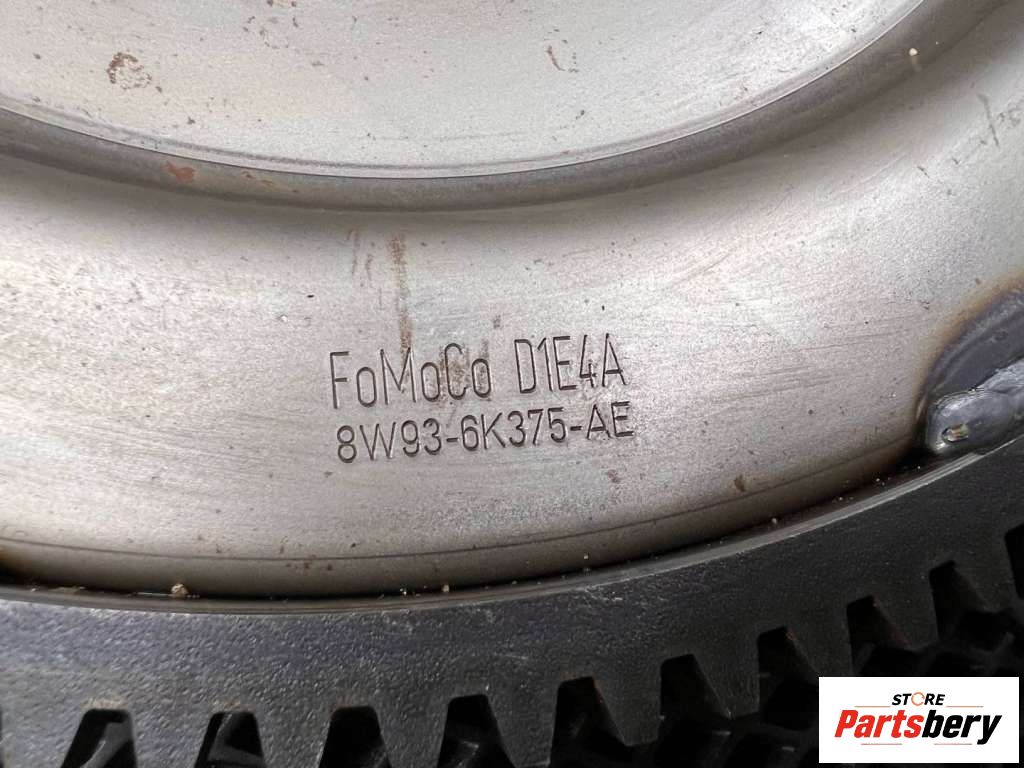 FoMoCo D1E4A
8W93-6K375-AE
STORE
Partsbery